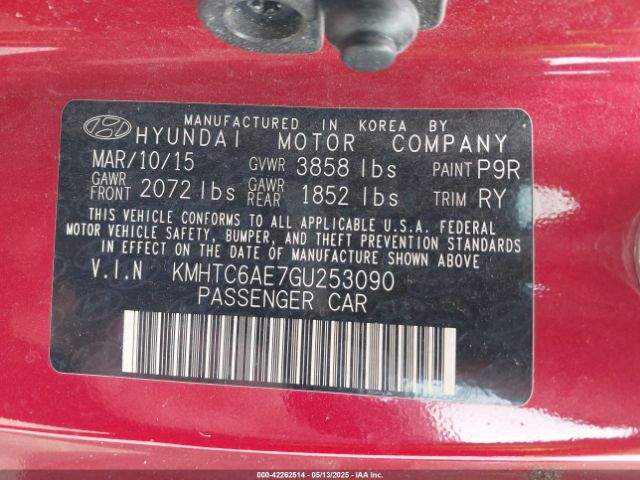 MANUFACTURED IN KOREA BY
HYUNDAI MOTOR COMPANY
MAR/10/15 GVWR 3858 lbs PAINT P9R
GAWR FRONT 2072 lbs GAWR REAR 1852 lbs TRIM RY
THIS VEHICLE CONFORMS TO ALL APPLICABLE U.S.A. FEDERAL
MOTOR VEHICLE SAFETY, BUMPER, AND THEFT PREVENTION STANDARDS
IN EFFECT ON THE DATE OF MANUFACTURE SHOWN ABOVE
V.I.N KMHTC6AE7GU253090
PASSENGER CAR
000-42262514 - 05/13/2025 - IAAI.COM